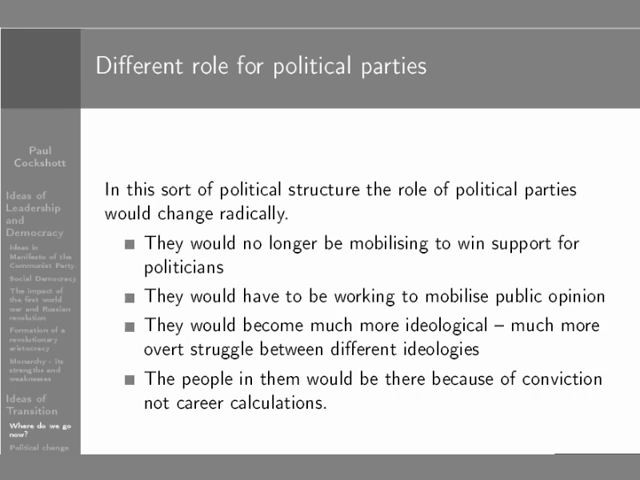 Different role for political parties
Paul
Cockshott
Ideas of
Leadership
and
Democracy
Ideas in
Manifesto of the
Communist Party.
Social Democracy
The impact of
the first world
war and Russian
revolution
Formation of a
revolutionary
aristocracy
Monarchy - its
strengths and
weaknesses
Ideas of
Transition
Where do we go
now?
Political change
In this sort of political structure the role of political parties
would change radically.
They would no longer be mobilising to win support for
politicians
They would have to be working to mobilise public opinion
They would become much more ideological – much more
overt struggle between different ideologies
The people in them would be there because of conviction
not career calculations.